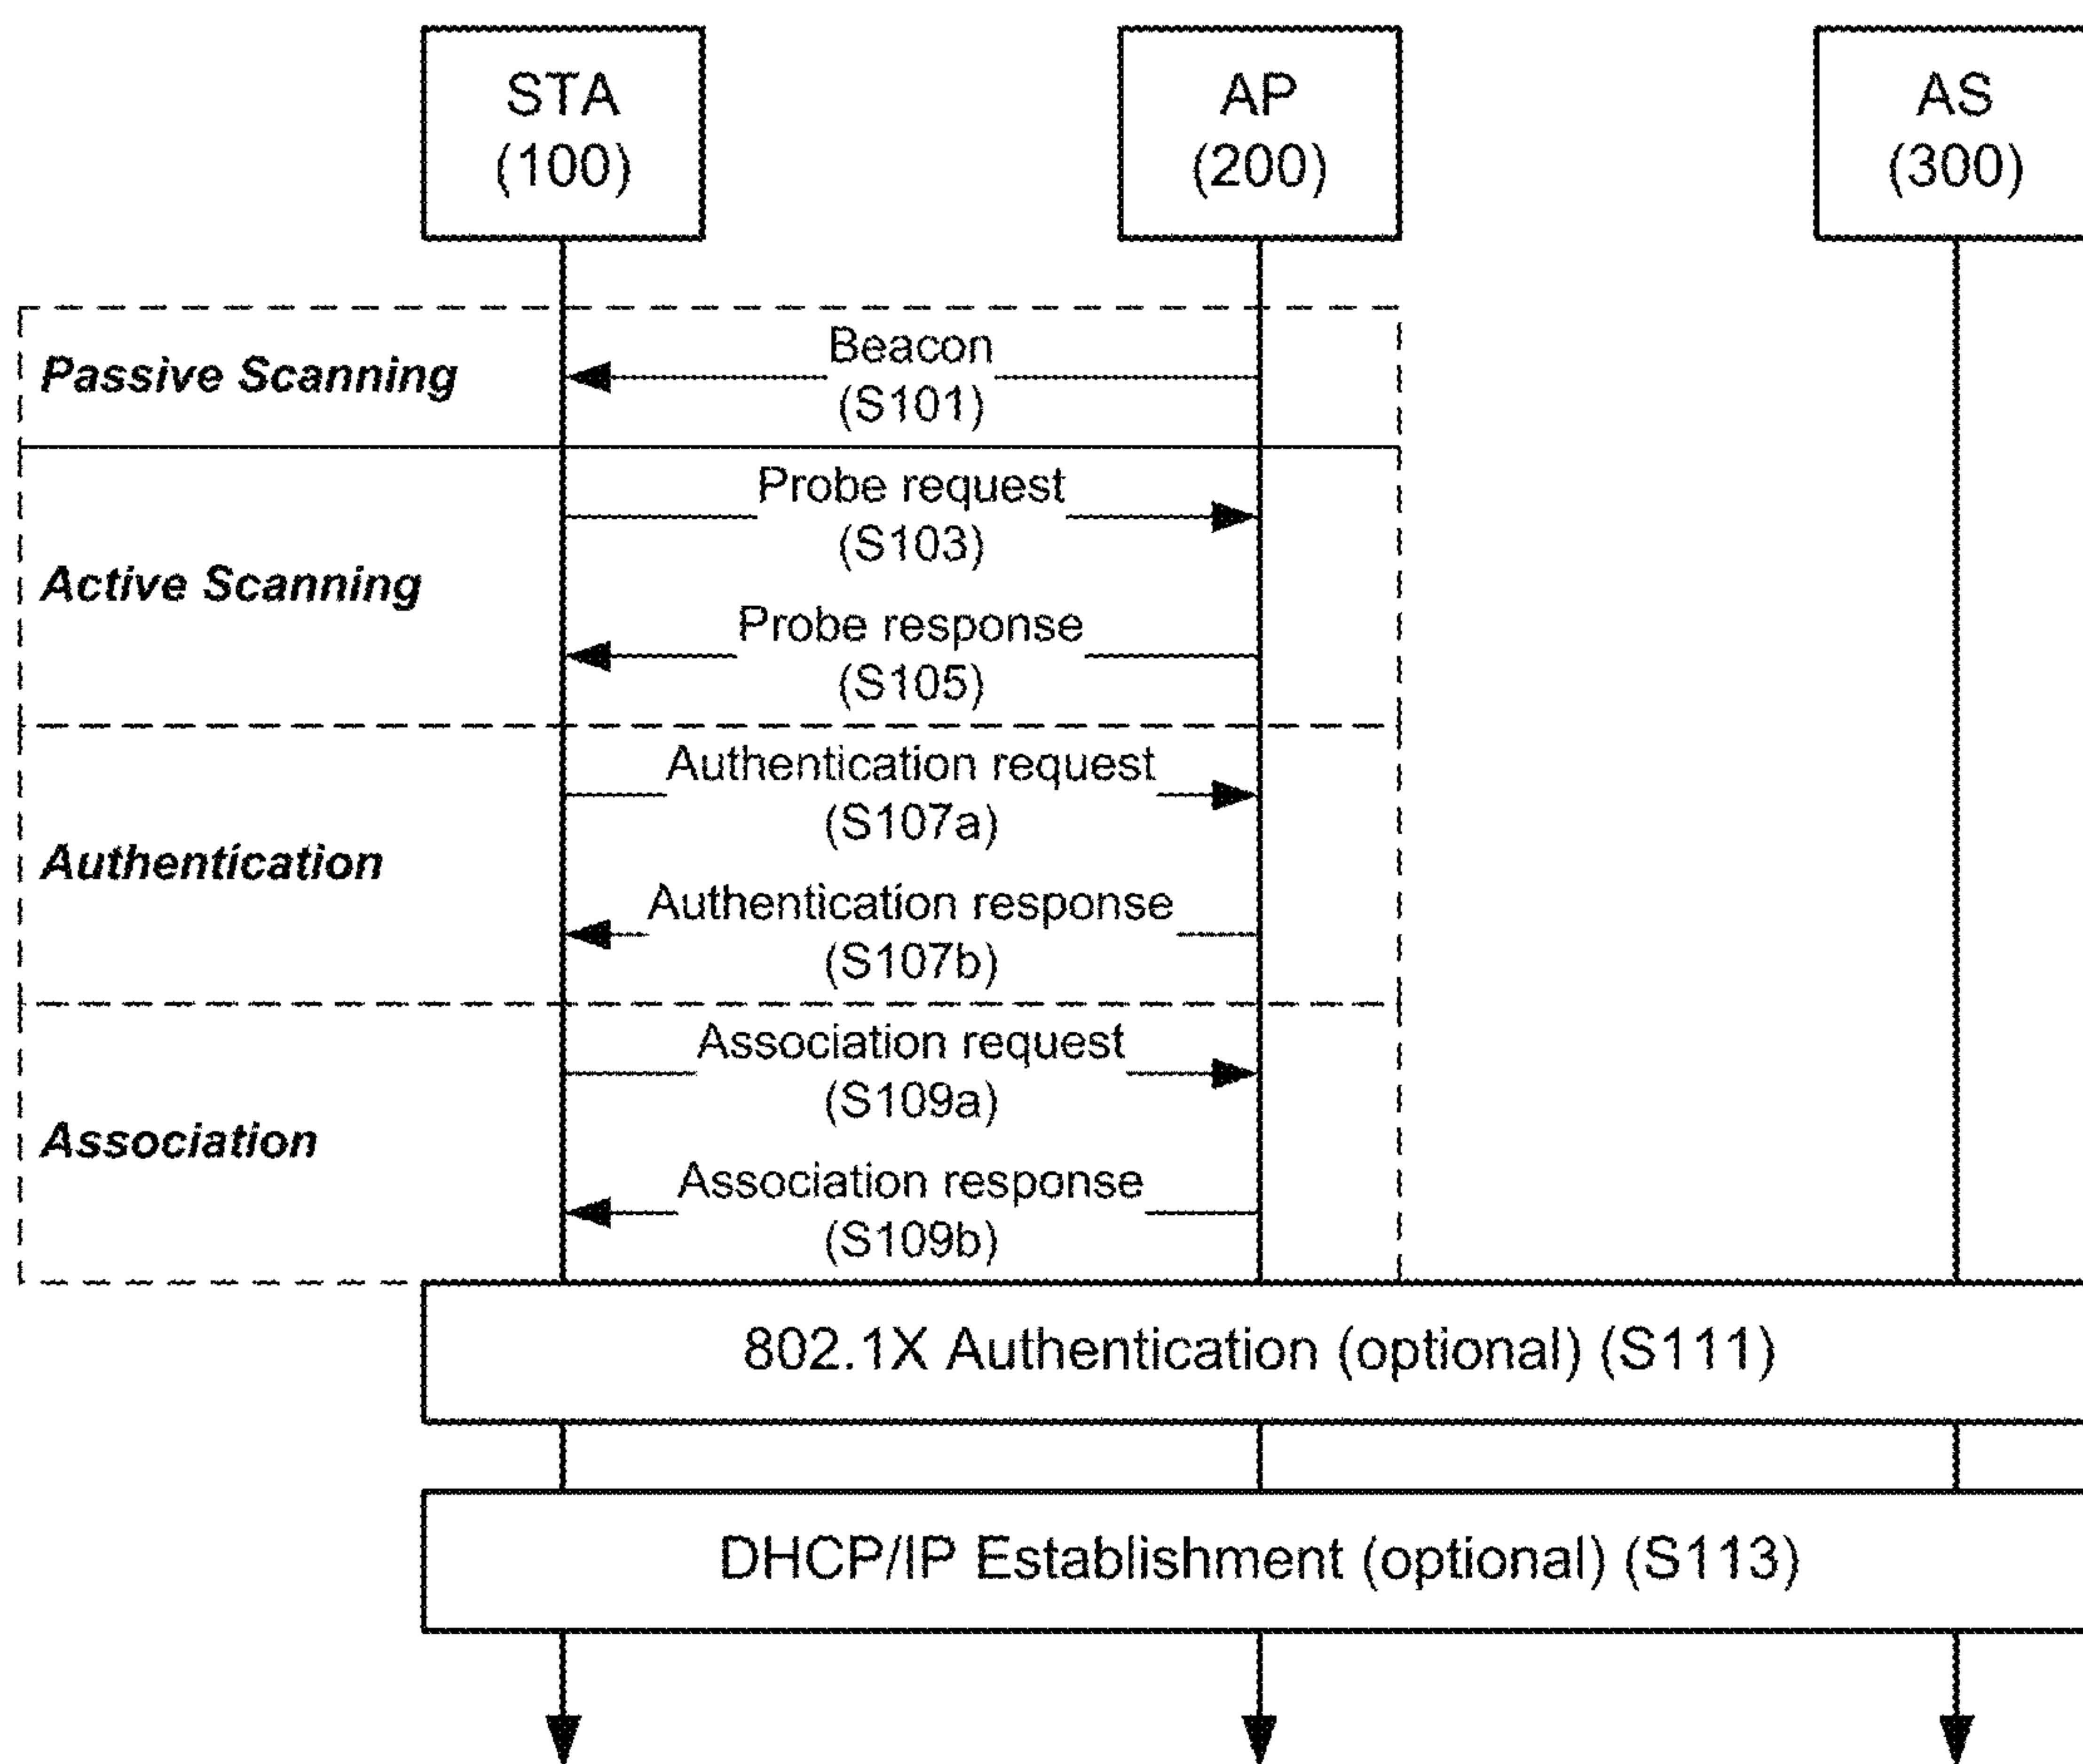 STA
(100)
AP
(200)
AS
(300)
Passive Scanning
Beacon
(S101)
Active Scanning
Probe request
(S103)
Probe response
(S105)
Authentication
Authentication request
(S107a)
Authentication response
(S107b)
Association
Association request
(S109a)
Association response
(S109b)
802.1X Authentication (optional) (S111)
DHCP/IP Establishment (optional) (S113)